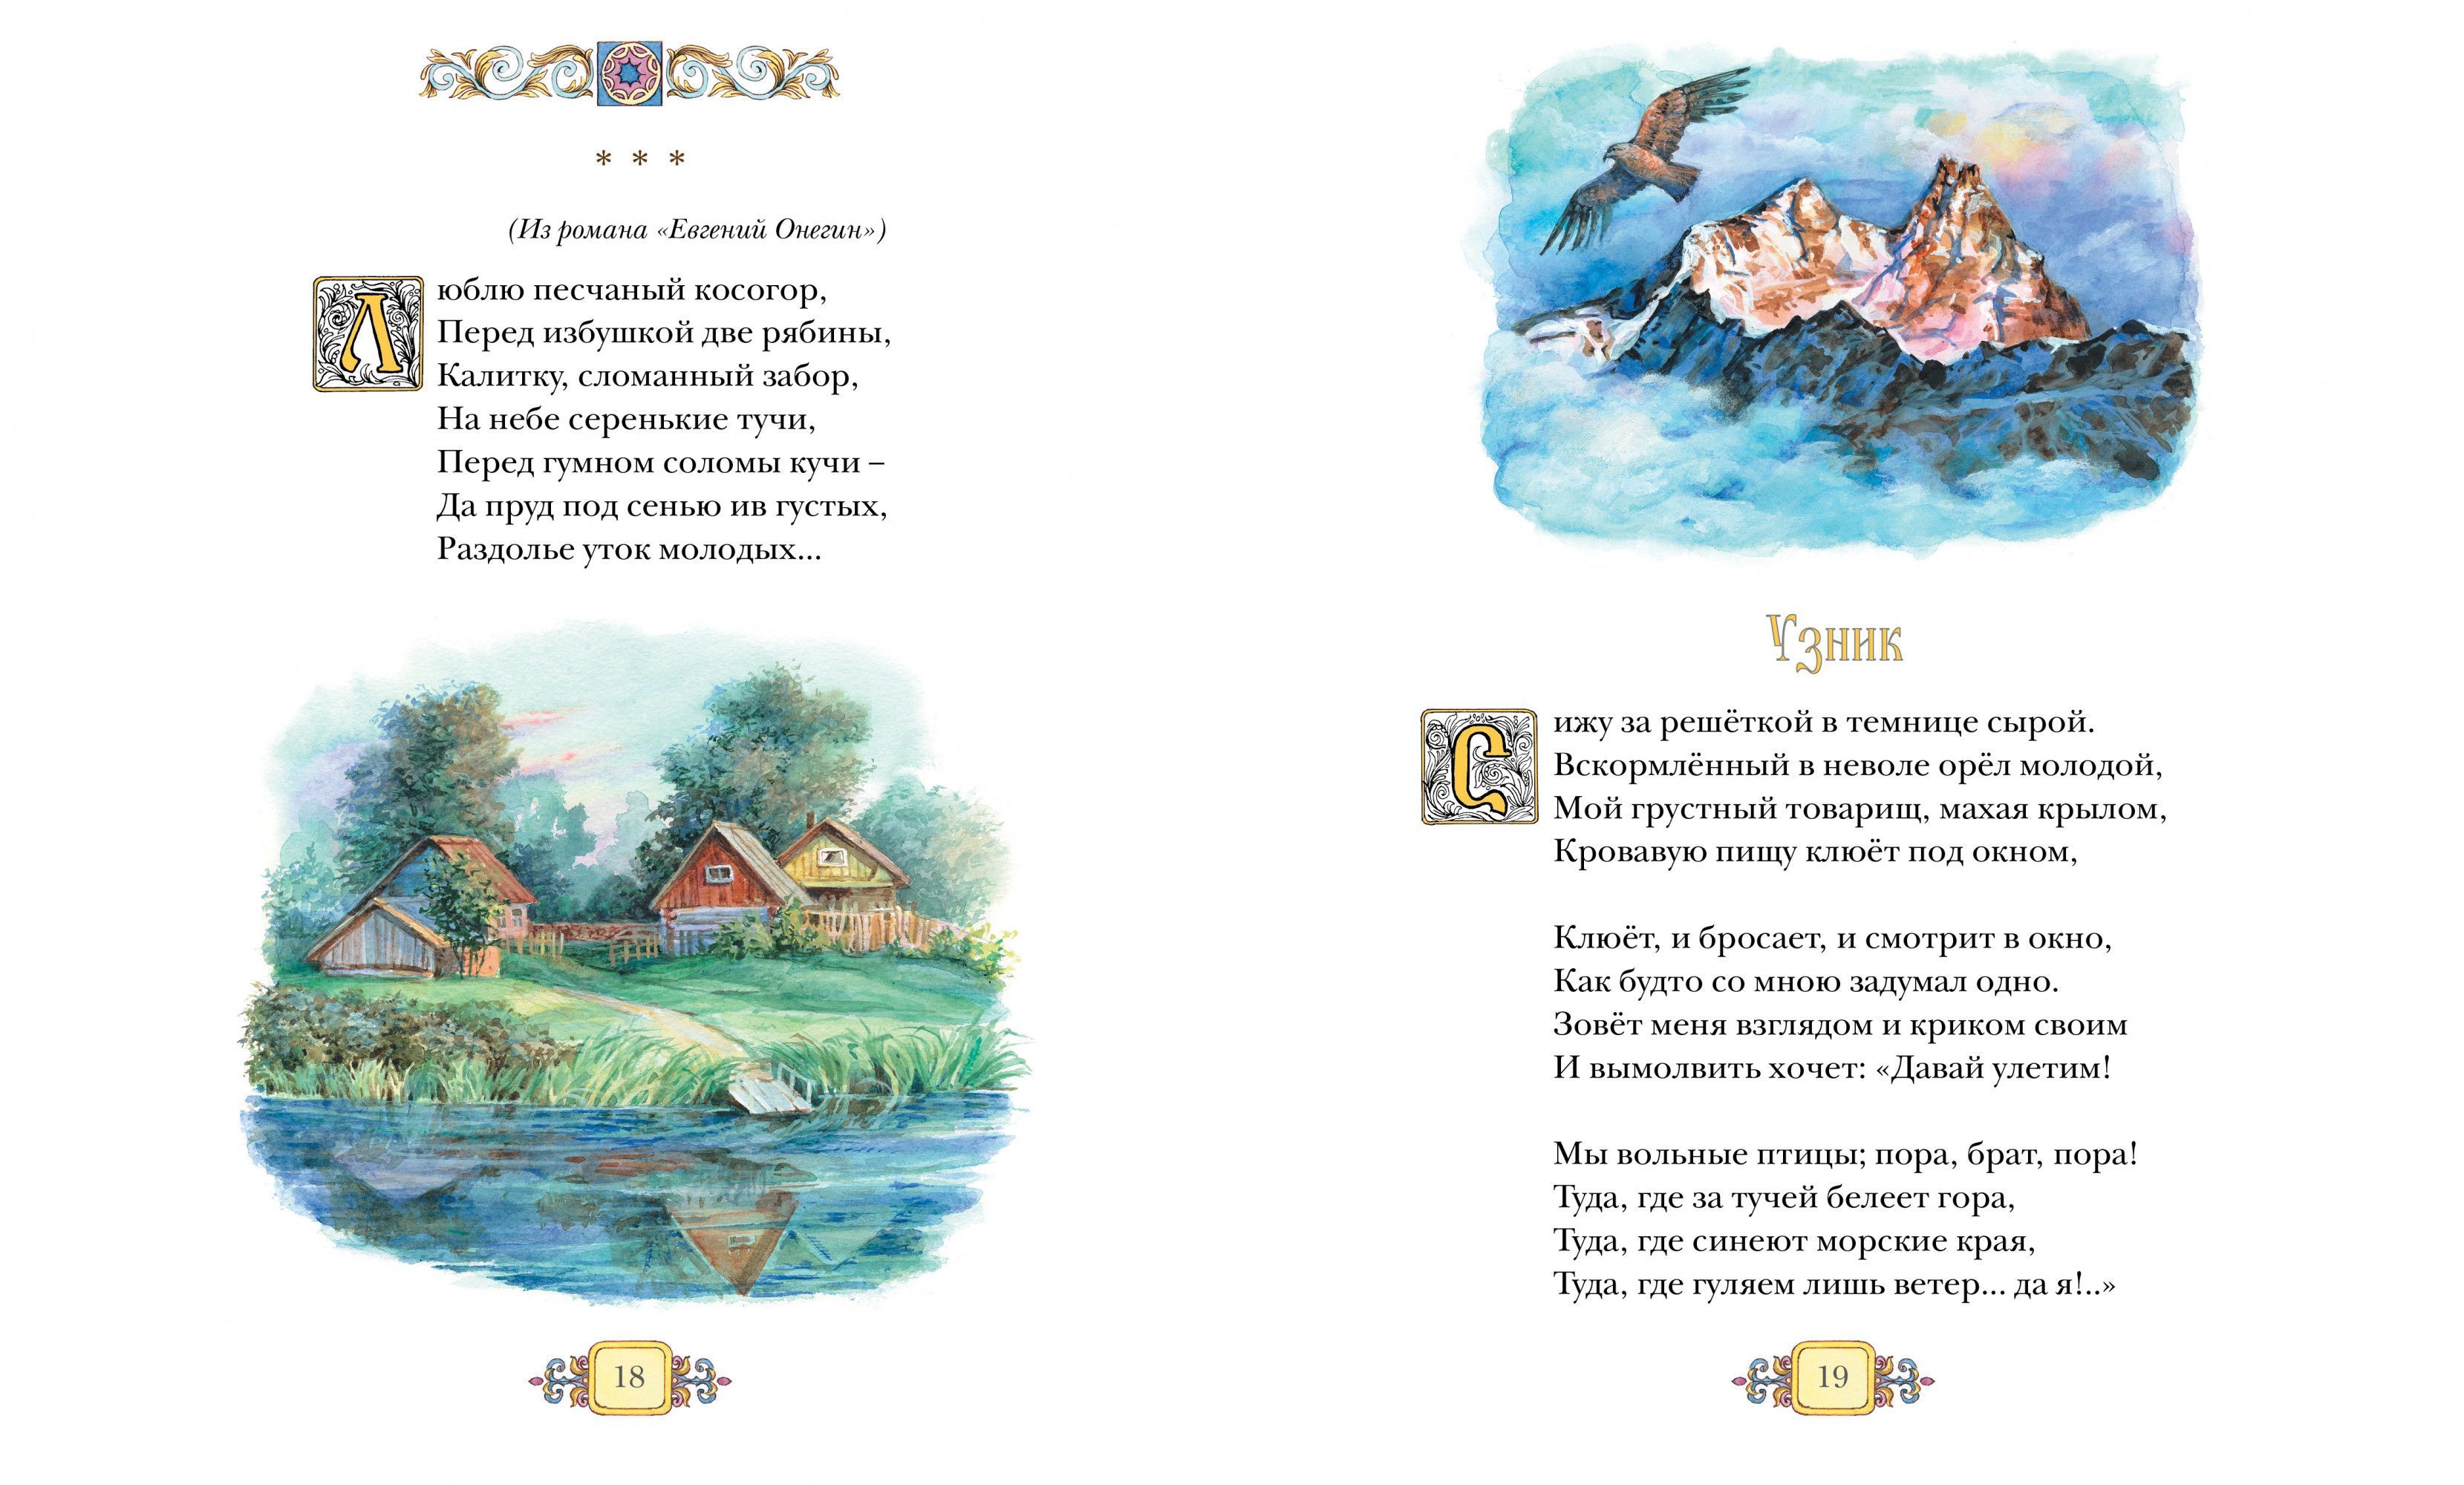 * * *
(Из романа «Евгений Онегин»)
Люблю песчаный косогор,
Перед избушкой две рябины,
Калитку, сломанный забор,
На небе серенькие тучи,
Перед гумном соломы кучи –
Да пруд под сенью ив густых,
Раздолье уток молодых...
18
Узник
Сижу за решёткой в темнице сырой.
Вскормлённый в неволе орёл молодой,
Мой грустный товарищ, махая крылом,
Кровавую пищу клюёт под окном,
Клюёт, и бросает, и смотрит в окно,
Как будто со мною задумал одно.
Зовёт меня взглядом и криком своим
И вымолвить хочет: «Давай улетим!
Мы вольные птицы; пора, брат, пора!
Туда, где за тучей белеет гора,
Туда, где синеют морские края,
Туда, где гуляем лишь ветер... да я!..»
19